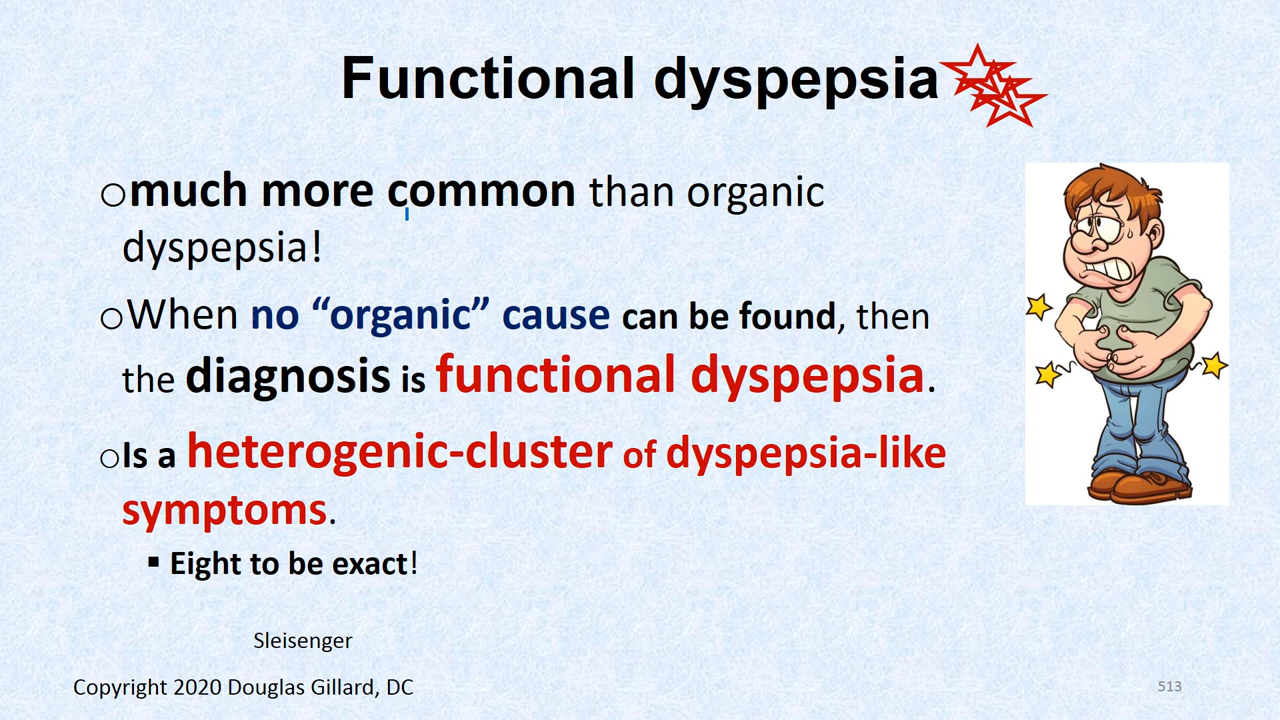 Functional dyspepsia
○much more common than organic
dyspepsia!
○When no “organic” cause can be found, then
the diagnosis is functional dyspepsia.
○Is a heterogenic-cluster of dyspepsia-like
symptoms.
▪ Eight to be exact!
Sleisenger
Copyright 2020 Douglas Gillard, DC
513